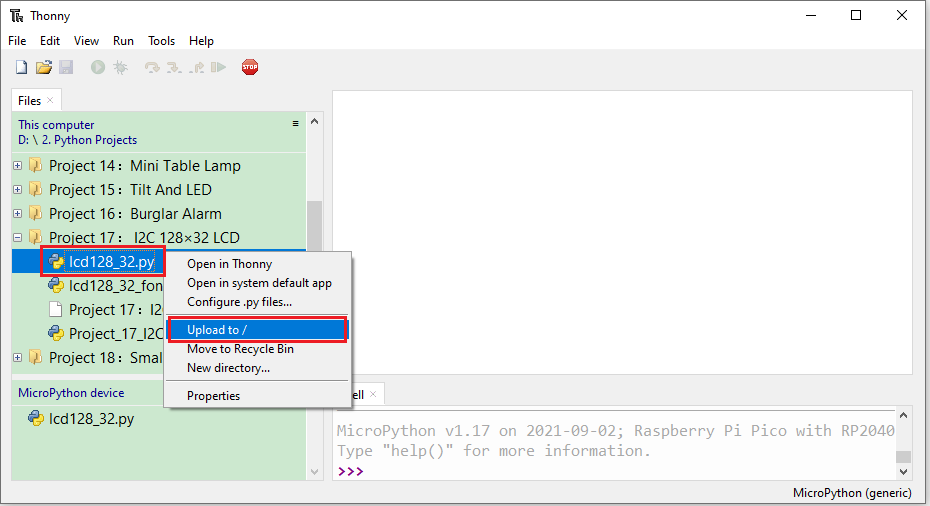 Thonny
File Edit View Run Tools Help
STOP
Files
This computer
D: \ 2. Python Projects
Project 14：Mini Table Lamp
Project 15：Tilt And LED
Project 16：Burglar Alarm
Project 17： I2C 128×32 LCD
lcd128_32.py
lcd128_32_fon
Project 17：I2
Project_17_I2C
Project 18：Smal
Open in Thonny
Open in system default app
Configure .py files...
Upload to /
Move to Recycle Bin
New directory...
Properties
MicroPython device
lcd128_32.py
ell
MicroPython v1.17 on 2021-09-02; Raspberry Pi Pico with RP2040
Type "help()" for more information.
>>>
MicroPython (generic)